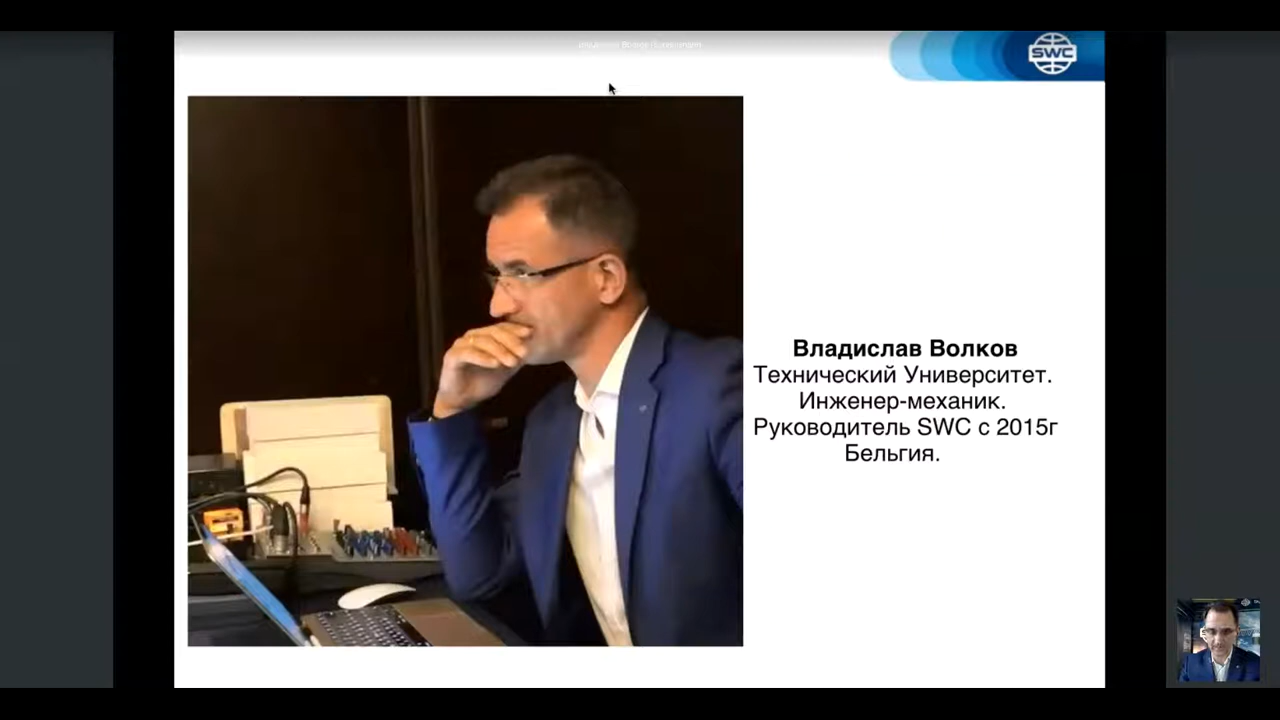 SWC
Владислав Волков
Технический Университет.
Инженер-механик.
Руководитель SWC с 2015г
Бельгия.